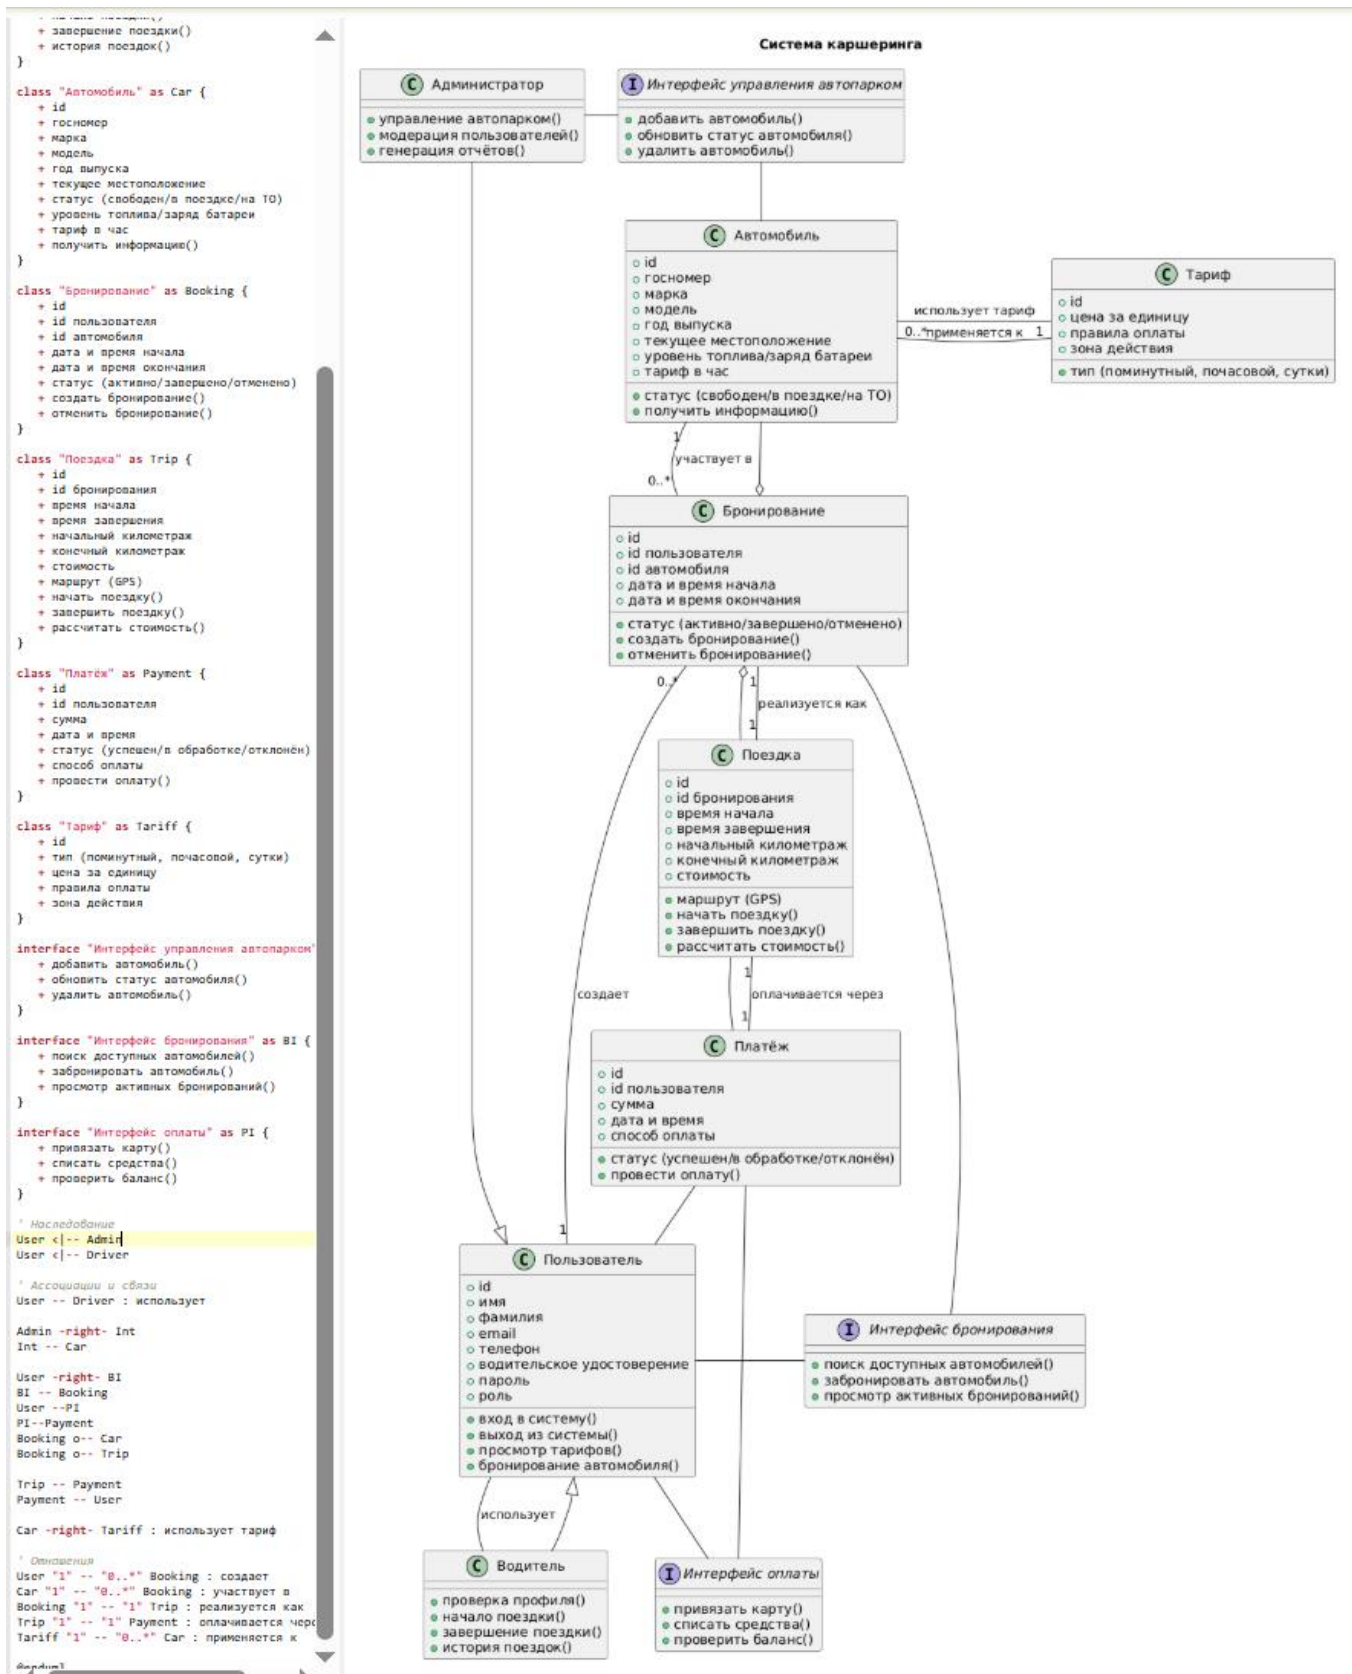 + завершение поездки()
+ история поездок()
}
class "Автомобиль" as Car {
+ id
+ госномер
+ марка
+ модель
+ год выпуска
+ текущее местоположение
+ статус (свободен/в поездке/на ТО)
+ уровень топлива/заряд батареи
+ тариф в час
+ получить информацию()
}
class "Бронирование" as Booking {
+ id
+ id пользователя
+ id автомобиля
+ дата и время начала
+ дата и время окончания
+ статус (активно/завершено/отменено)
+ создать бронирование()
+ отменить бронирование()
}
class "Поездка" as Trip {
+ id
+ id бронирования
+ время начала
+ время завершения
+ начальный километраж
+ конечный километраж
+ стоимость
+ маршрут (GPS)
+ начать поездку()
+ завершить поездку()
+ рассчитать стоимость()
}
class "Платёж" as Payment {
+ id
+ id пользователя
+ сумма
+ дата и время
+ статус (успешен/в обработке/отклонён)
+ способ оплаты
+ провести оплату()
}
class "Тариф" as Tariff {
+ id
+ тип (поминутный, почасовой, сутки)
+ цена за единицу
+ правила оплаты
+ зона действия
}
interface "Интерфейс управления автопарком"
+ добавить автомобиль()
+ обновить статус автомобиля()
+ удалить автомобиль()
}
interface "Интерфейс бронирования" as BI {
+ поиск доступных автомобилей()
+ забронировать автомобиль()
+ просмотр активных бронирований()
}
interface "Интерфейс оплаты" as PI {
+ привязать карту()
+ списать средства()
+ проверить баланс()
}
' Наследование
User <|-- Admin
User <|-- Driver
' Ассоциации и связи
User -- Driver : использует
Admin -right- Int
Int -- Car
User -right- BI
BI -- Booking
User --PI
PI--Payment
Booking o-- Car
Booking o-- Trip
Trip -- Payment
Payment -- User
Car -right- Tariff : использует тариф
' Отношения
User "1" -- "0..*" Booking : создает
Car "1" -- "0..*" Booking : участвует в
Booking "1" -- "1" Trip : реализуется как
Trip "1" -- "1" Payment : оплачивается чере
Tariff "1" -- "0..*" Car : применяется к
@enduml
Система каршеринга
C Администратор
управление автопарком()
модерация пользователей()
генерация отчётов()
I Интерфейс управления автопарком
добавить автомобиль()
обновить статус автомобиля()
удалить автомобиль()
C Автомобиль
id
госномер
марка
модель
год выпуска
текущее местоположение
уровень топлива/заряд батареи
тариф в час
статус (свободен/в поездке/на ТО)
получить информацию()
использует тариф
0..* применяется к 1
C Тариф
id
цена за единицу
правила оплаты
зона действия
тип (поминутный, почасовой, сутки)
1
участвует в
0..*
C Бронирование
id
id пользователя
id автомобиля
дата и время начала
дата и время окончания
статус (активно/завершено/отменено)
создать бронирование()
отменить бронирование()
0..*
1
реализуется как
1
C Поездка
id
id бронирования
время начала
время завершения
начальный километраж
конечный километраж
стоимость
маршрут (GPS)
начать поездку()
завершить поездку()
рассчитать стоимость()
1
создает
оплачивается через
1
C Платёж
id
id пользователя
сумма
дата и время
способ оплаты
статус (успешен/в обработке/отклонён)
провести оплату()
1
C Пользователь
id
имя
фамилия
email
телефон
водительское удостоверение
пароль
роль
вход в систему()
выход из системы()
просмотр тарифов()
бронирование автомобиля()
I Интерфейс бронирования
поиск доступных автомобилей()
забронировать автомобиль()
просмотр активных бронирований()
использует
C Водитель
проверка профиля()
начало поездки()
завершение поездки()
история поездок()
I Интерфейс оплаты
привязать карту()
списать средства()
проверить баланс()